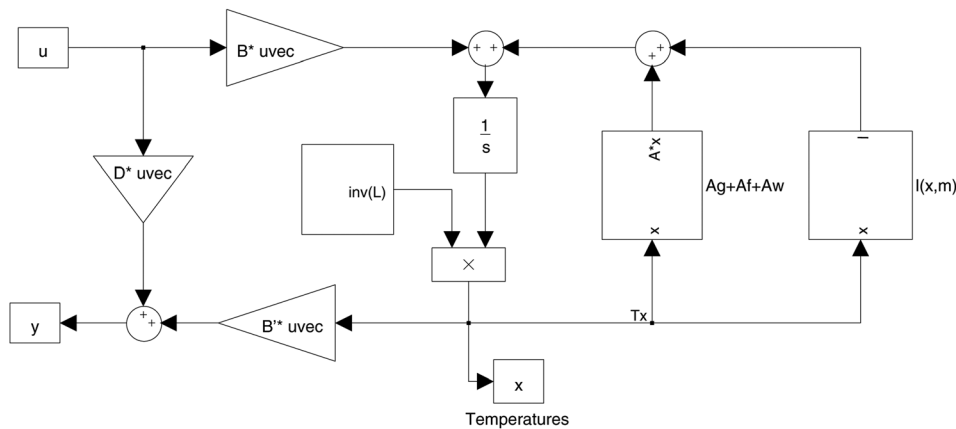 u
B* uvec
+ +
+
+
1
s
A*x
I
D* uvec
inv(L)
Ag+Af+Aw
I(x,m)
x
x
×
y
+
+
B'* uvec
Tx
x
Temperatures